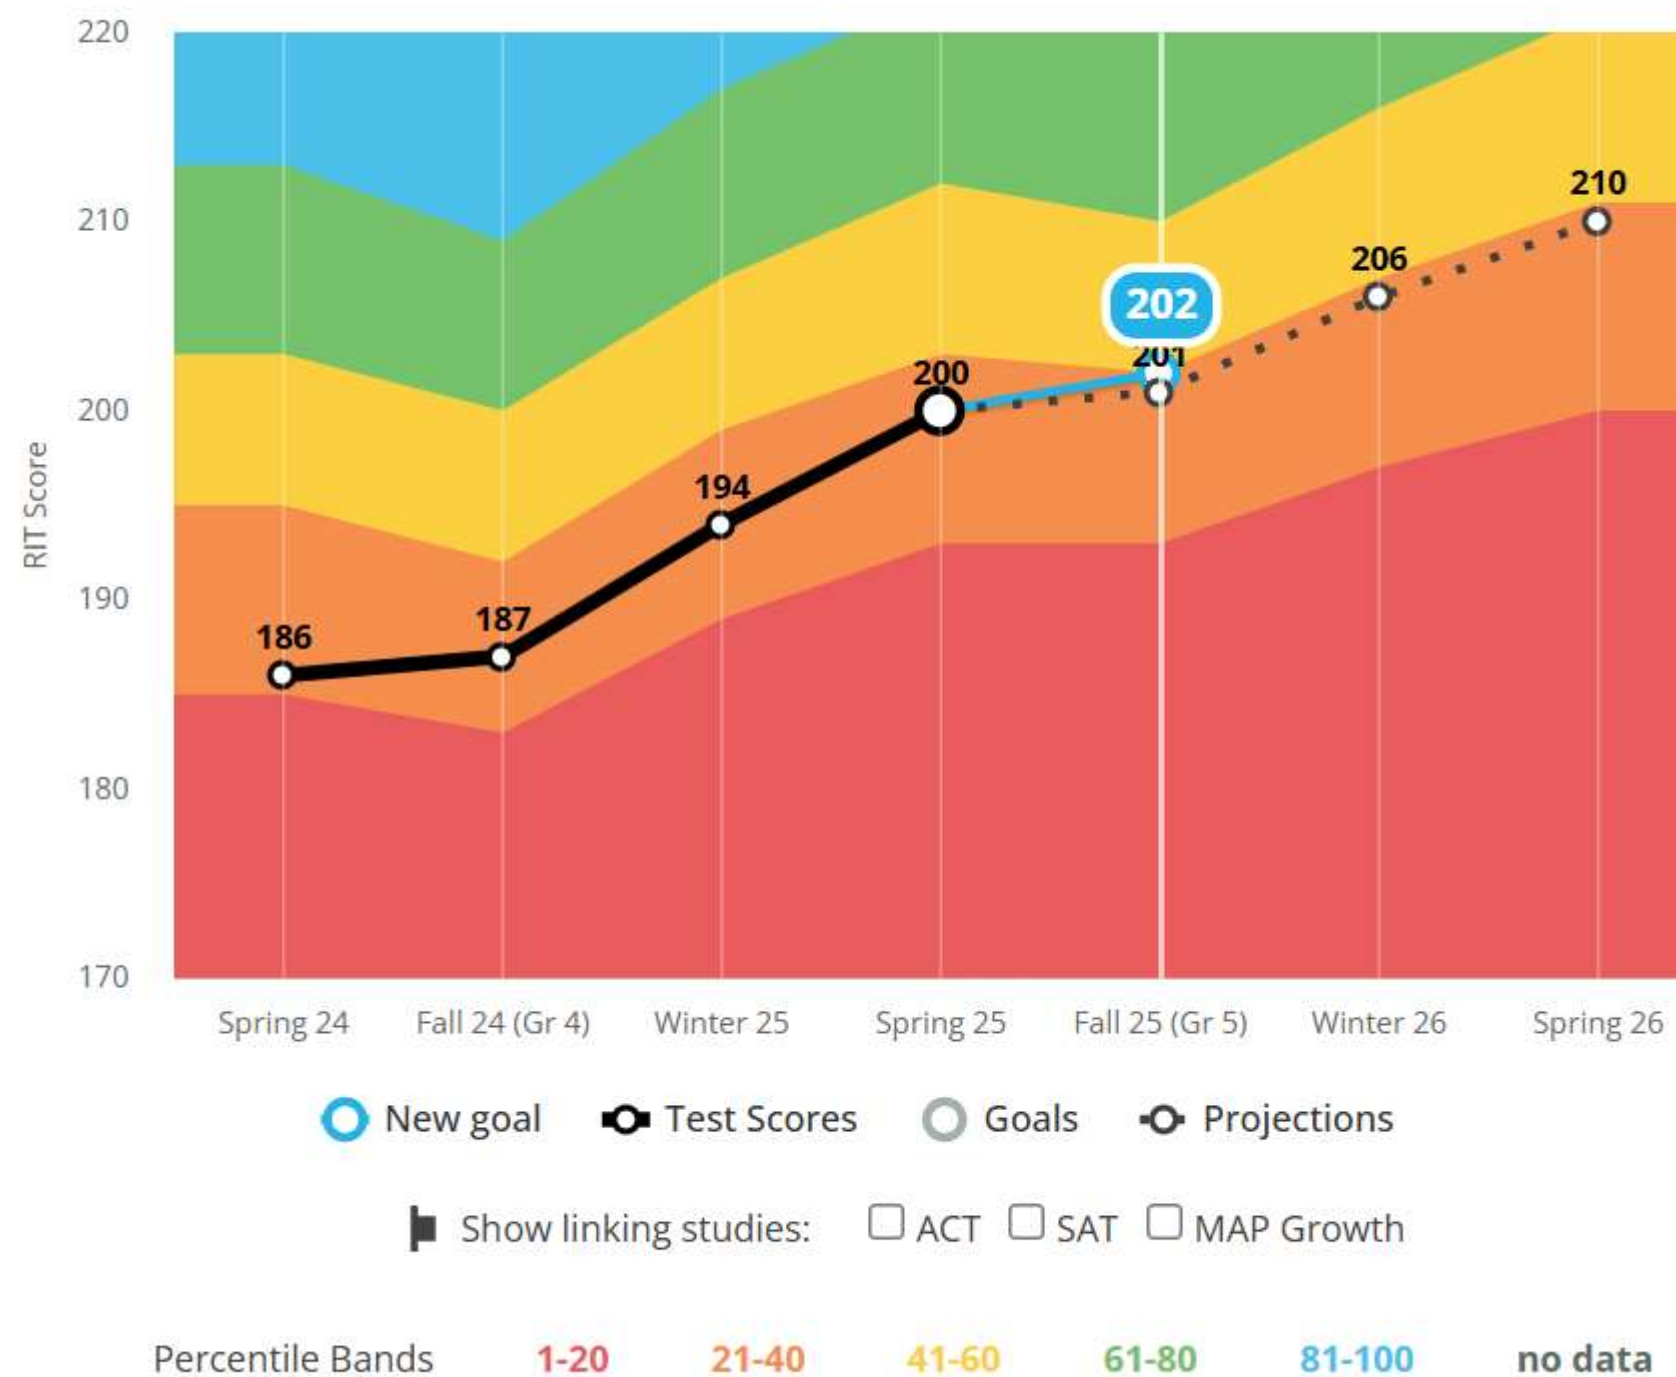 220
210
200
190
180
170
RIT Score
186
187
194
200
202
201
206
210
Spring 24 Fall 24 (Gr 4) Winter 25 Spring 25 Fall 25 (Gr 5) Winter 26 Spring 26
New goal Test Scores Goals Projections
Show linking studies: ACT SAT MAP Growth
Percentile Bands 1-20 21-40 41-60 61-80 81-100 no data